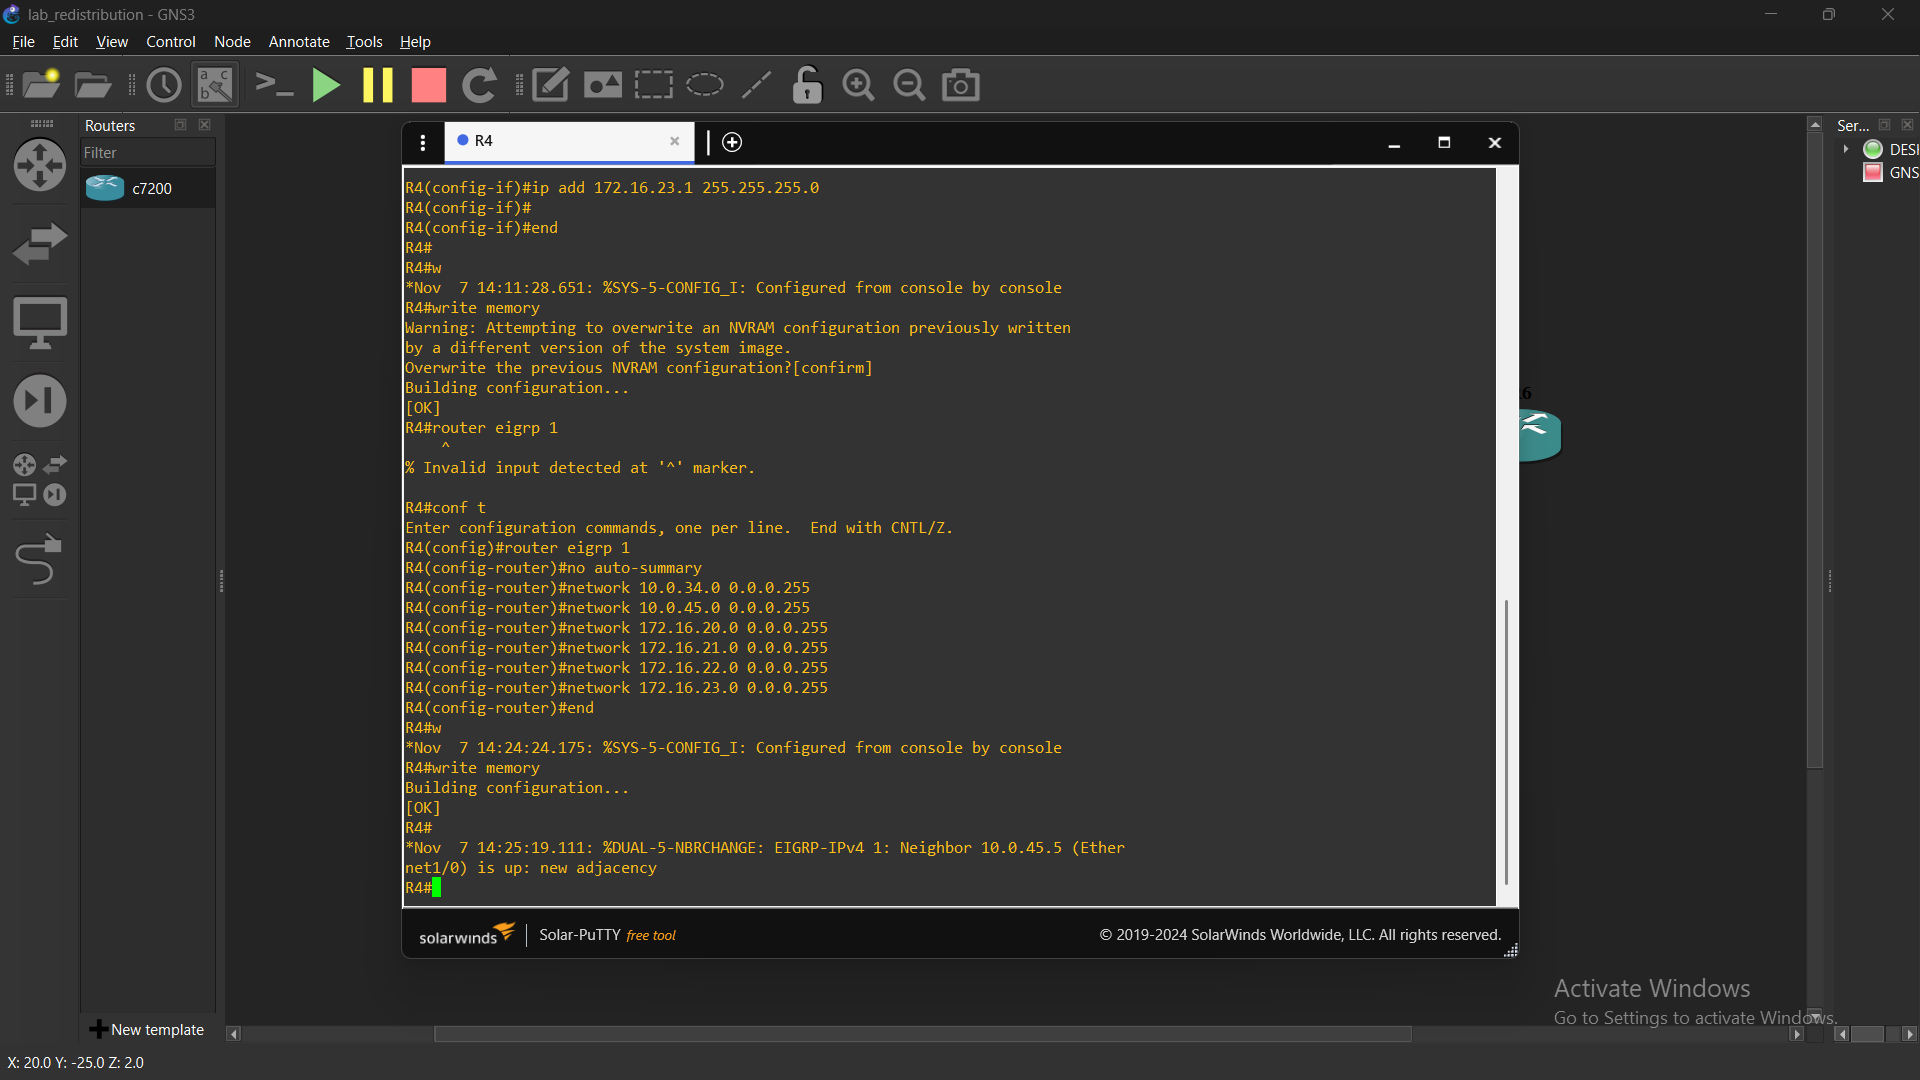 lab_redistribution - GNS3
File Edit View Control Node Annotate Tools Help
Routers
Filter
c7200
New template
R4
R4(config-if)#ip add 172.16.23.1 255.255.255.0
R4(config-if)#
R4(config-if)#end
R4#
R4#w
*Nov  7 14:11:28.651: %SYS-5-CONFIG_I: Configured from console by console
R4#write memory
Warning: Attempting to overwrite an NVRAM configuration previously written
by a different version of the system image.
Overwrite the previous NVRAM configuration?[confirm]
Building configuration...
[OK]
R4#router eigrp 1
^
% Invalid input detected at '^' marker.
R4#conf t
Enter configuration commands, one per line.  End with CNTL/Z.
R4(config)#router eigrp 1
R4(config-router)#no auto-summary
R4(config-router)#network 10.0.34.0 0.0.0.255
R4(config-router)#network 10.0.45.0 0.0.0.255
R4(config-router)#network 172.16.20.0 0.0.0.255
R4(config-router)#network 172.16.21.0 0.0.0.255
R4(config-router)#network 172.16.22.0 0.0.0.255
R4(config-router)#network 172.16.23.0 0.0.0.255
R4(config-router)#end
R4#w
*Nov  7 14:24:24.175: %SYS-5-CONFIG_I: Configured from console by console
R4#write memory
Building configuration...
[OK]
R4#
*Nov  7 14:25:19.111: %DUAL-5-NBRCHANGE: EIGRP-IPv4 1: Neighbor 10.0.45.5 (Ether
net1/0) is up: new adjacency
R4#
solarwinds Solar-PuTTY free tool
© 2019-2024 SolarWinds Worldwide, LLC. All rights reserved.
6
Ser...
DESH
GNS
Activate Windows
Go to Settings to activate Windows.
X: 20.0 Y: -25.0 Z: 2.0